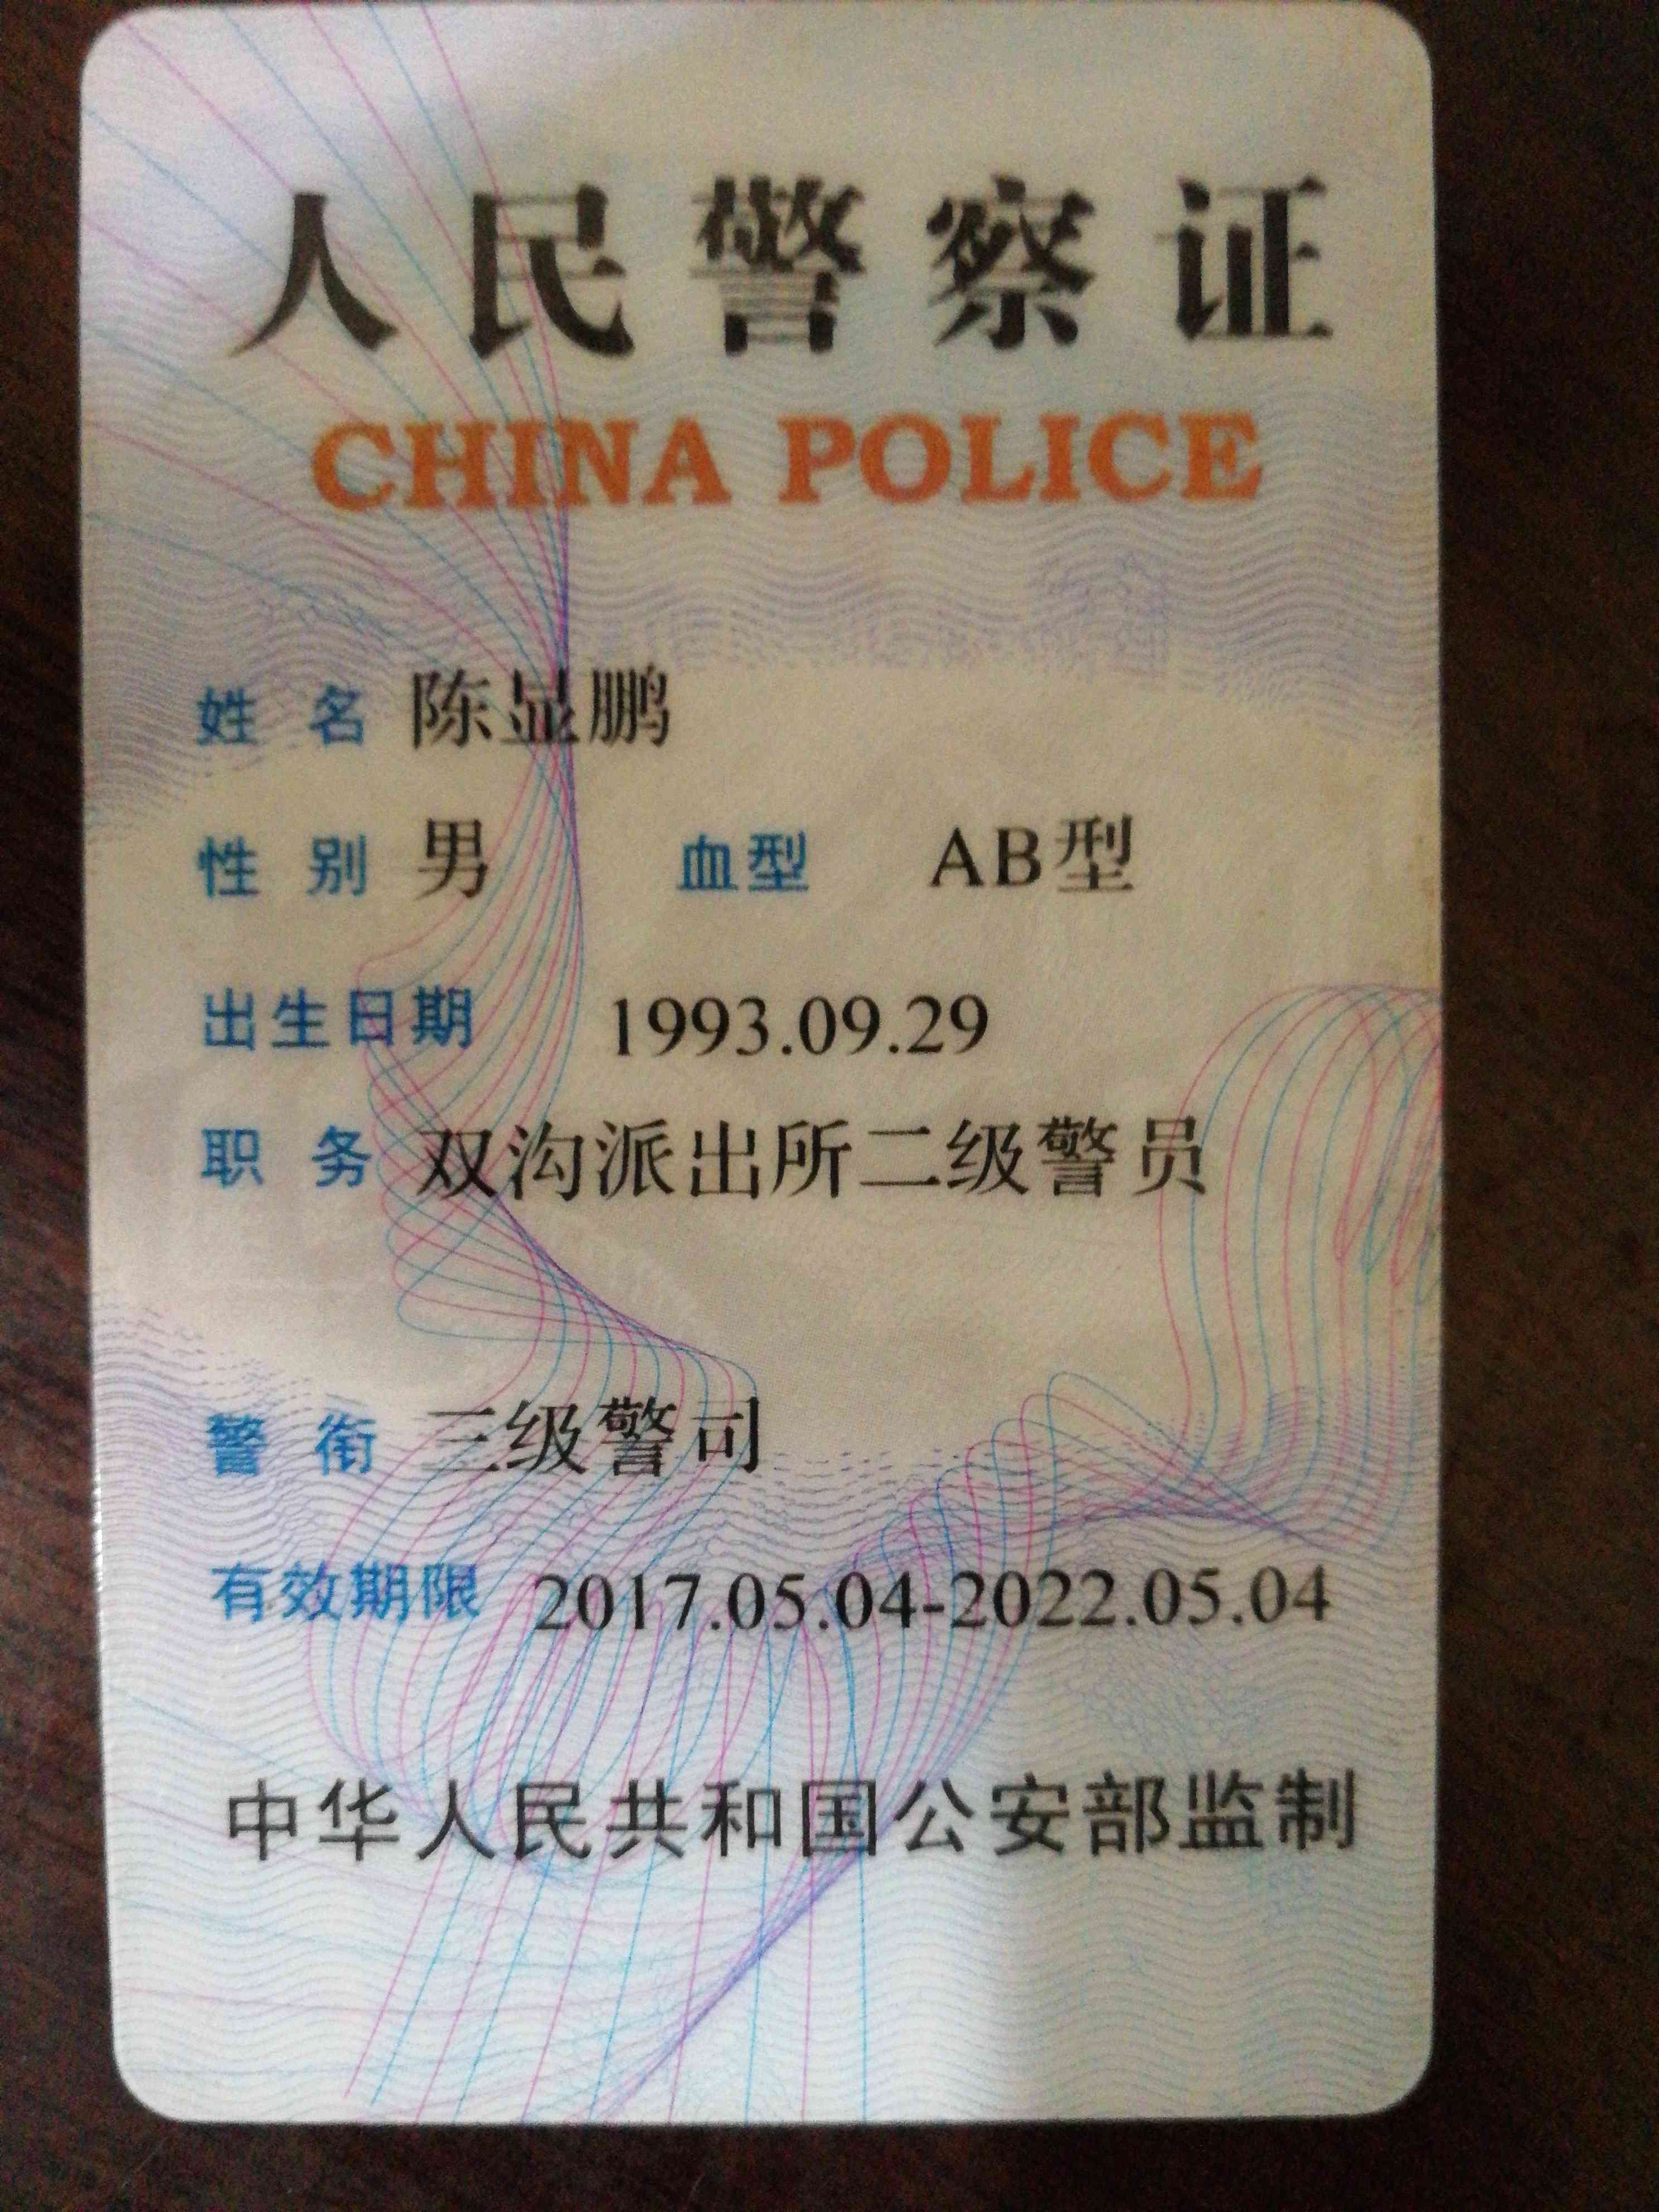 人民警察证
CHINA POLICE
姓 名 陈显鹏
性 别 男 血型 AB型
出生日期 1993.09.29
职 务 双沟派出所二级警员
警 衔 三级警司
有效期限 2017.05.04-2022.05.04
中华人民共和国公安部监制